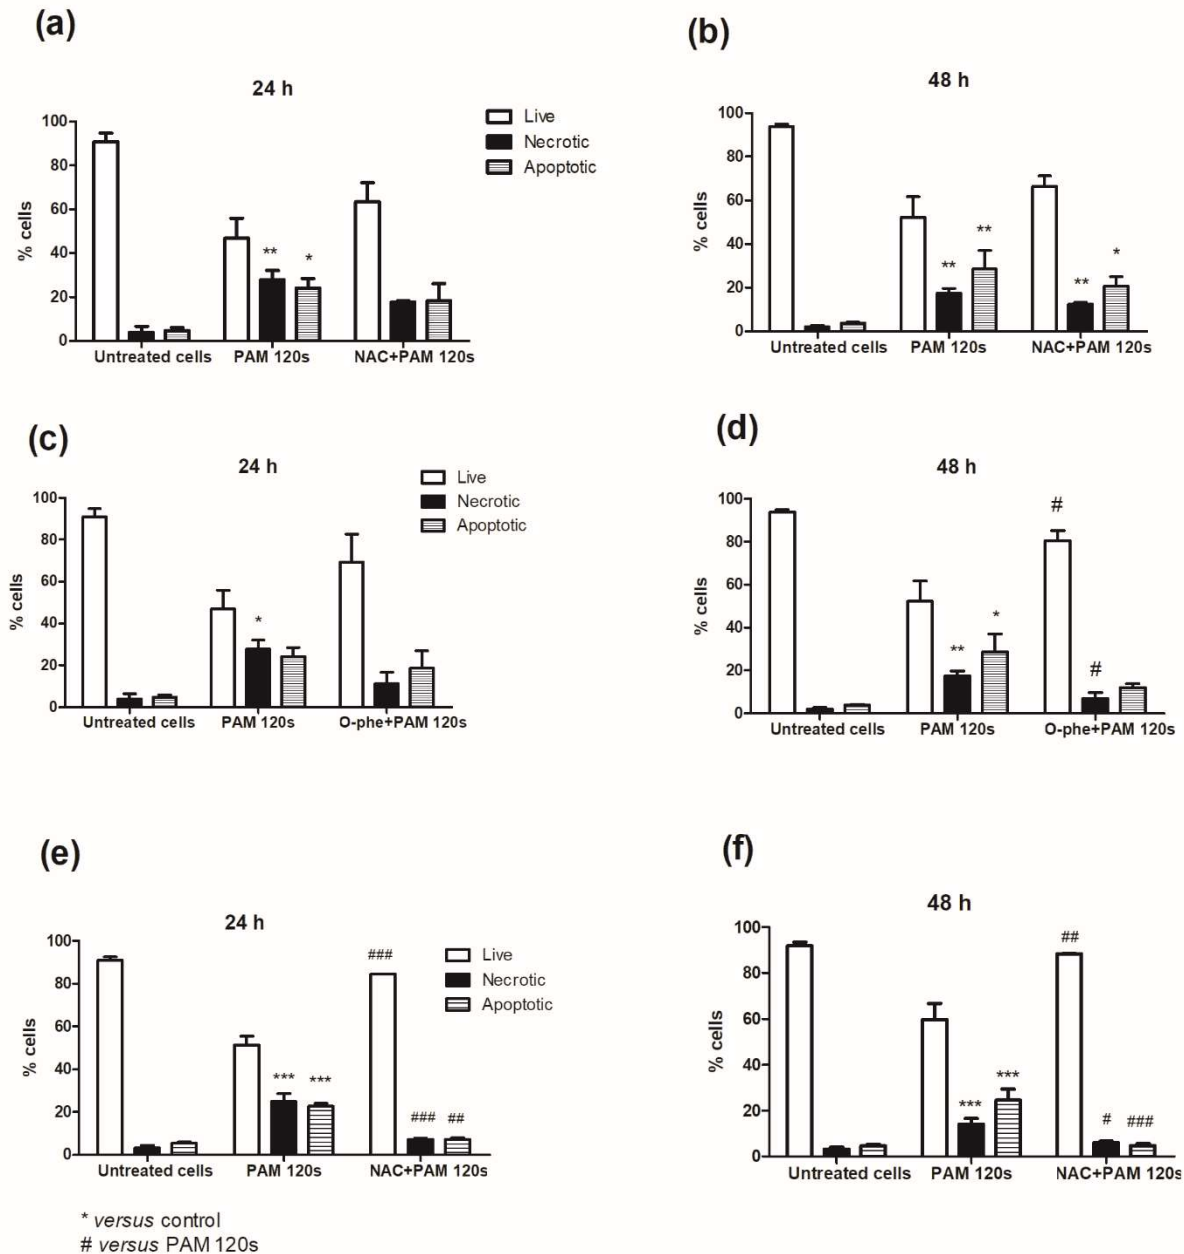 (a)
24 h
Live
Necrotic
Apoptotic
% cells
100
80
60
40
20
0
**
*
Untreated cells
PAM 120s
NAC+PAM 120s
(b)
48 h
% cells
100
80
60
40
20
0
**
**
**
*
Untreated cells
PAM 120s
NAC+PAM 120s
(c)
24 h
Live
Necrotic
Apoptotic
% cells
100
80
60
40
20
0
*
Untreated cells
PAM 120s
O-phe+PAM 120s
(d)
48 h
% cells
100
80
60
40
20
0
**
*
#
#
Untreated cells
PAM 120s
O-phe+PAM 120s
(e)
24 h
Live
Necrotic
Apoptotic
% cells
100
80
60
40
20
0
***
***
###
###
##
Untreated cells
PAM 120s
NAC+PAM 120s
(f)
48 h
% cells
100
80
60
40
20
0
***
***
##
#
###
Untreated cells
PAM 120s
NAC+PAM 120s
* versus control
# versus PAM 120s